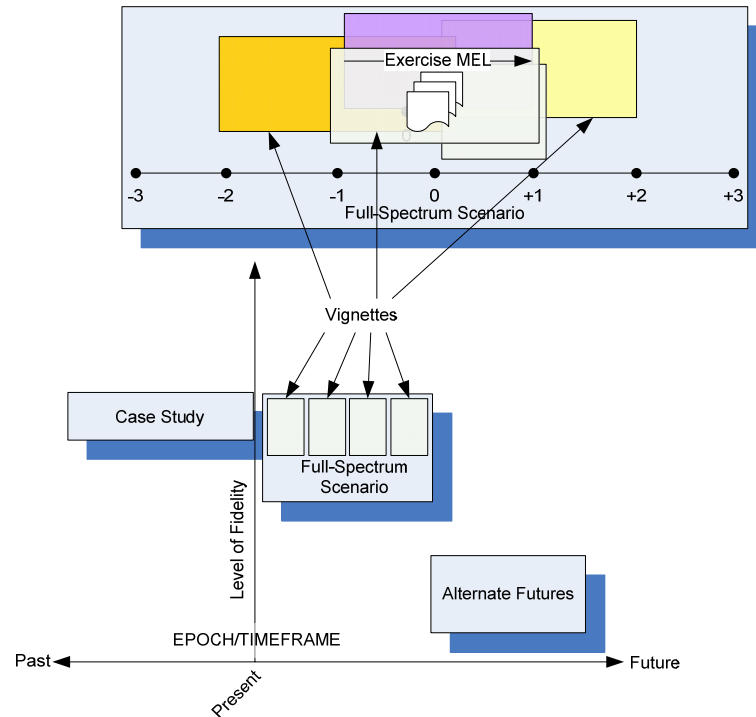 Exercise MEL
0
-3
-2
-1
0
+1
+2
+3
Full-Spectrum Scenario
Vignettes
Case Study
Full-Spectrum
Scenario
Level of Fidelity
Alternate Futures
EPOCH/TIMEFRAME
Past
Future
Present